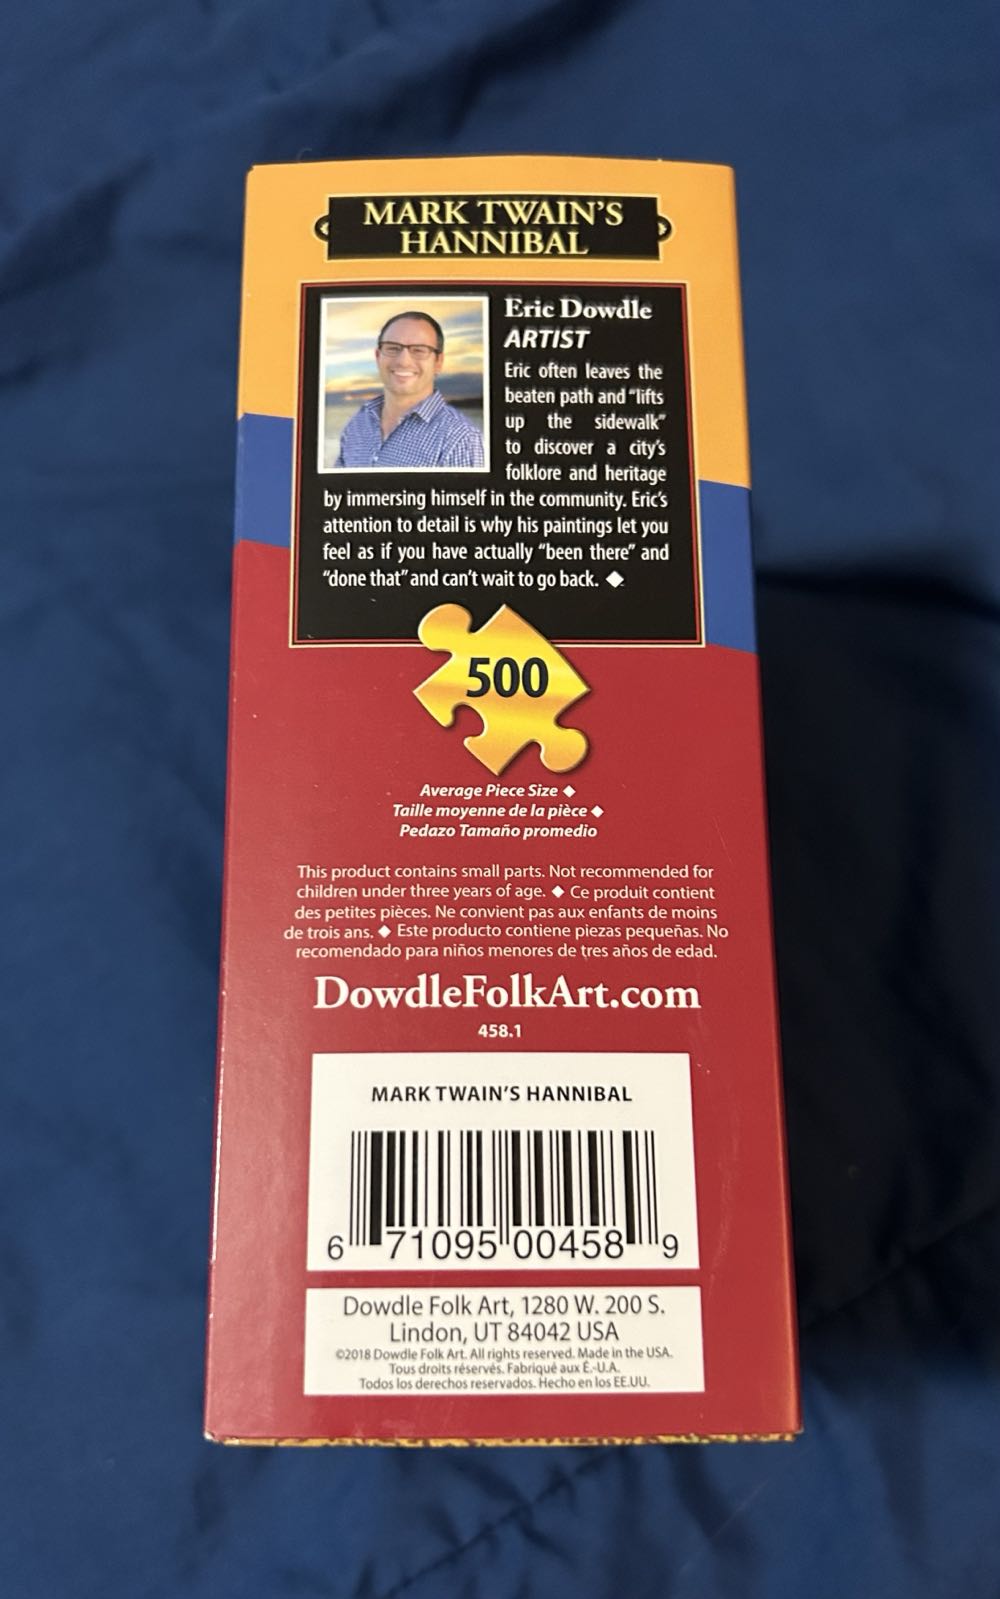 MARK TWAIN'S
HANNIBAL
Eric Dowdle
ARTIST
Eric often leaves the
beaten path and "lifts
up the sidewalk"
to discover a city's
folklore and heritage
by immersing himself in the community. Eric's
attention to detail is why his paintings let you
feel as if you have actually "been there" and
"done that" and can't wait to go back. ◆
500
Average Piece Size ◆
Taille moyenne de la pièce ◆
Pedazo Tamaño promedio
This product contains small parts. Not recommended for
children under three years of age. ◆ Ce produit contient
des petites pièces. Ne convient pas aux enfants de moins
de trois ans. ◆ Este producto contiene piezas pequeñas. No
recomendado para niños menores de tres años de edad.
DowdleFolkArt.com
458.1
MARK TWAIN'S HANNIBAL
6 71095 00458 9
Dowdle Folk Art, 1280 W. 200 S.
Lindon, UT 84042 USA
©2018 Dowdle Folk Art. All rights reserved. Made in the USA.
Tous droits réservés. Fabriqué aux É.-U.A.
Todos los derechos reservados. Hecho en los EE.UU.